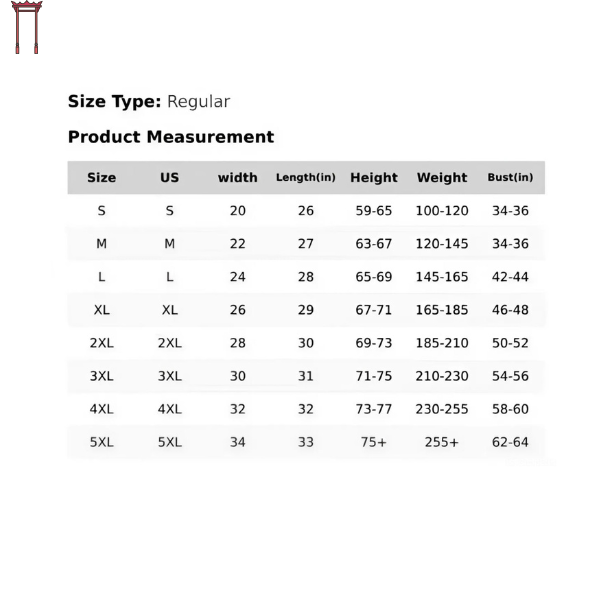 Size Type: Regular
Product Measurement
Size US width Length(in) Height Weight Bust(in)
S S 20 26 59-65 100-120 34-36
M M 22 27 63-67 120-145 34-36
L L 24 28 65-69 145-165 42-44
XL XL 26 29 67-71 165-185 46-48
2XL 2XL 28 30 69-73 185-210 50-52
3XL 3XL 30 31 71-75 210-230 54-56
4XL 4XL 32 32 73-77 230-255 58-60
5XL 5XL 34 33 75+ 255+ 62-64